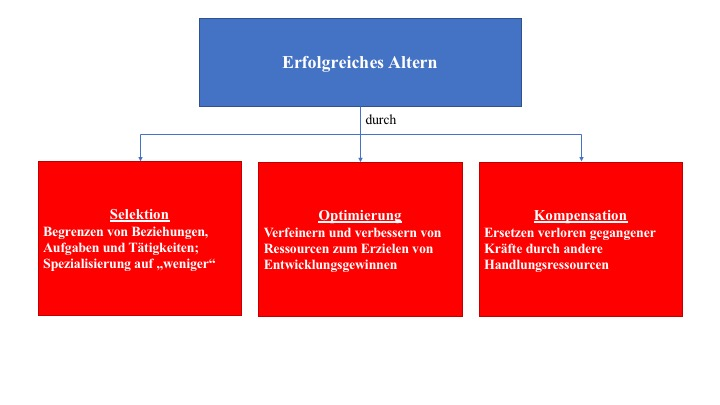 Erfolgreiches Altern
durch
Selektion
Begrenzen von Beziehungen,
Aufgaben und Tätigkeiten;
Spezialisierung auf „weniger“
Optimierung
Verfeinern und verbessern von
Ressourcen zum Erzielen von
Entwicklungsgewinnen
Kompensation
Ersetzen verloren gegangener
Kräfte durch andere
Handlungsressourcen